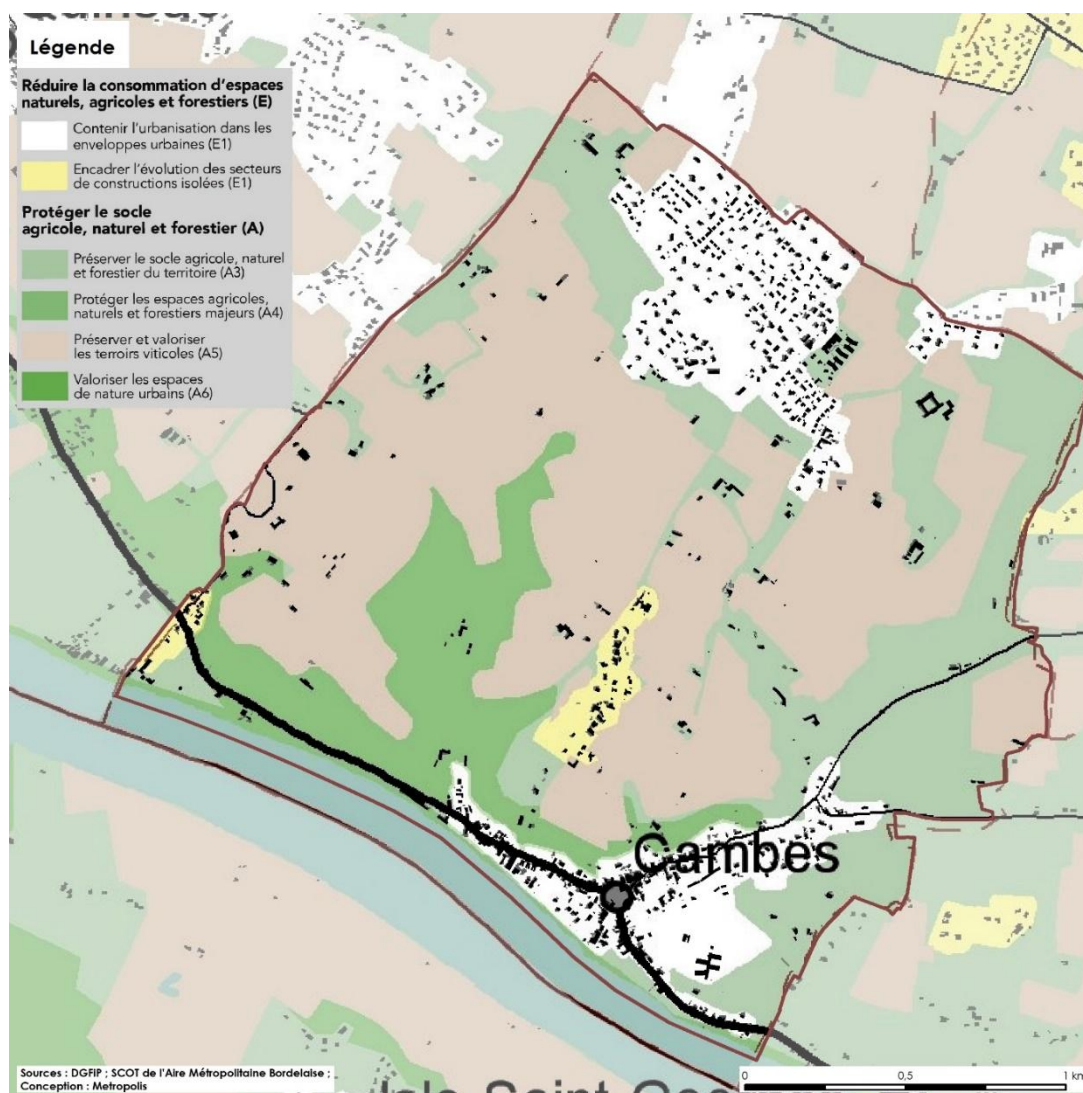 Quinsac
Légende
Réduire la consommation d'espaces
naturels, agricoles et forestiers (E)
Contenir l'urbanisation dans les
enveloppes urbaines (E1)
Encadrer l'évolution des secteurs
de constructions isolées (E1)
Protéger le socle
agricole, naturel et forestier (A)
Préserver le socle agricole, naturel
et forestier du territoire (A3)
Protéger les espaces agricoles,
naturels et forestiers majeurs (A4)
Préserver et valoriser
les terroirs viticoles (A5)
Valoriser les espaces
de nature urbains (A6)
Cambes
Sources : DGFIP ; SCOT de l'Aire Métropolitaine Bordelaise ;
Conception : Metropolis
Isle Saint
0 0,5 1 km